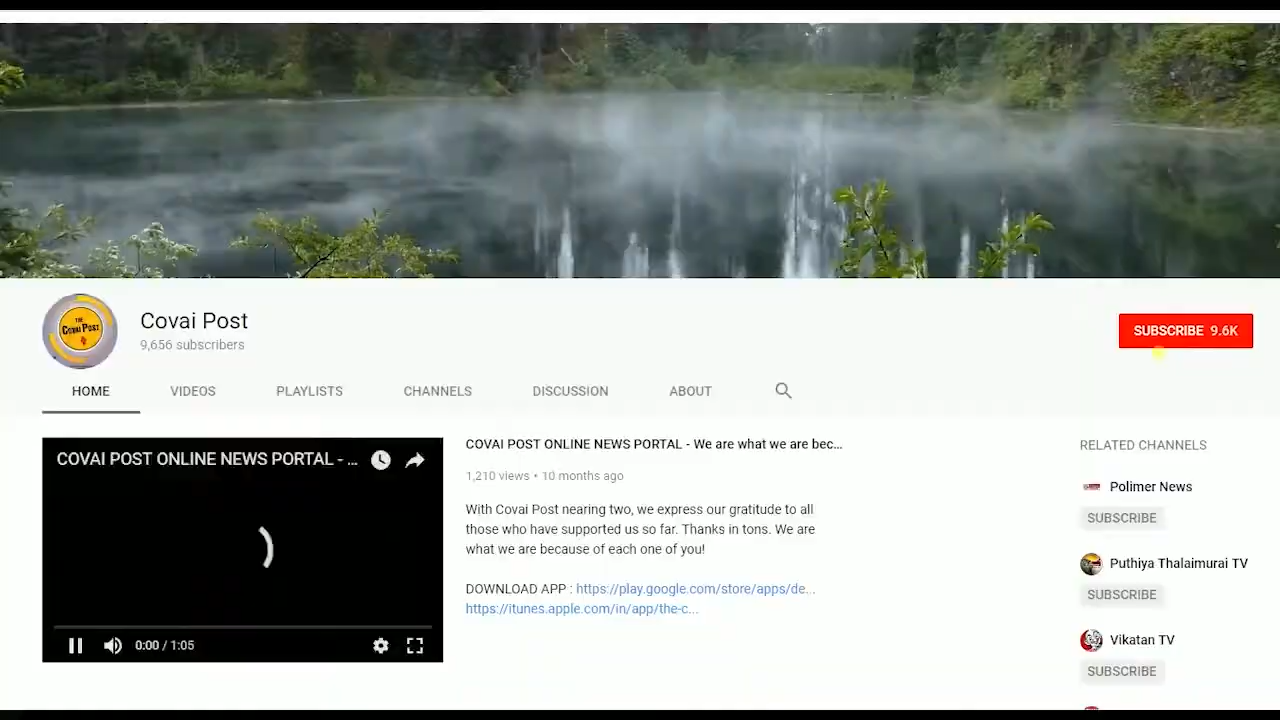 THE
COVAI POST
Covai Post
9,656 subscribers
SUBSCRIBE 9.6K
HOME VIDEOS PLAYLISTS CHANNELS DISCUSSION ABOUT
COVAI POST ONLINE NEWS PORTAL - ...
0:00 / 1:05
COVAI POST ONLINE NEWS PORTAL - We are what we are bec...
1,210 views • 10 months ago
With Covai Post nearing two, we express our gratitude to all
those who have supported us so far. Thanks in tons. We are
what we are because of each one of you!
DOWNLOAD APP : https://play.google.com/store/apps/de...
https://itunes.apple.com/in/app/the-c...
RELATED CHANNELS
Polimer News
SUBSCRIBE
Puthiya Thalaimurai TV
SUBSCRIBE
Vikatan TV
SUBSCRIBE